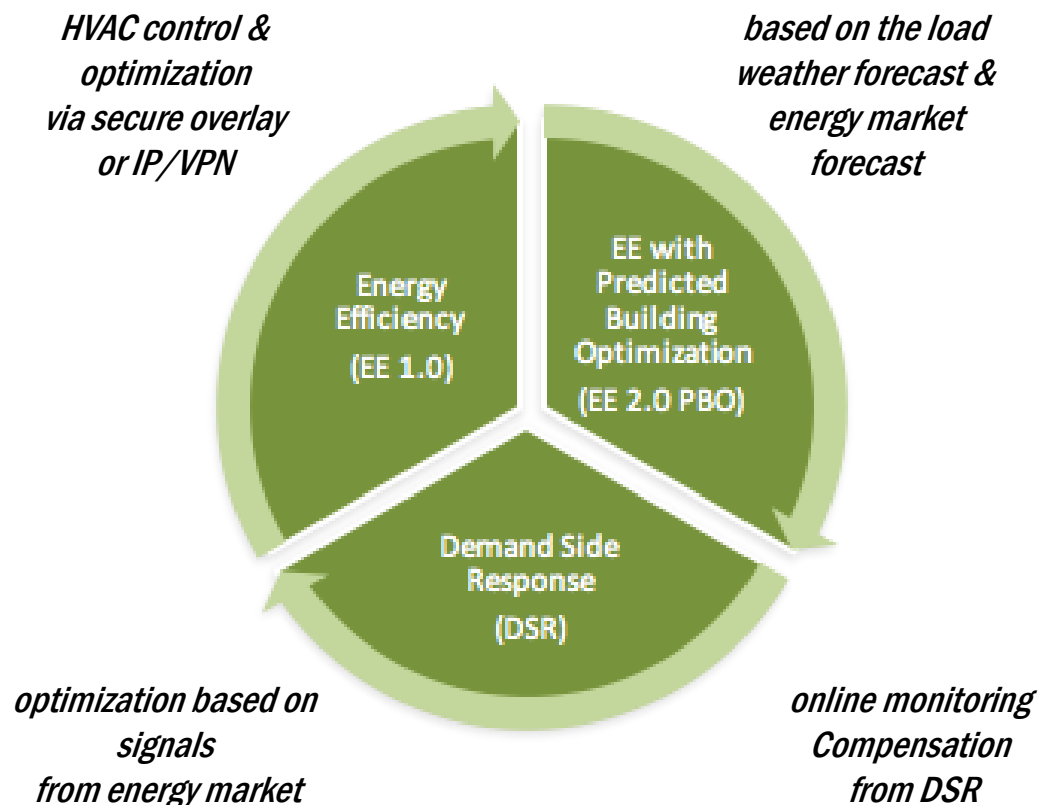 HVAC control &
optimization
via secure overlay
or IP/VPN
based on the load
weather forecast &
energy market
forecast
Energy
Efficiency
(EE 1.0)
EE with
Predicted
Building
Optimization
(EE 2.0 PBO)
Demand Side
Response
(DSR)
optimization based on
signals
from energy market
online monitoring
Compensation
from DSR